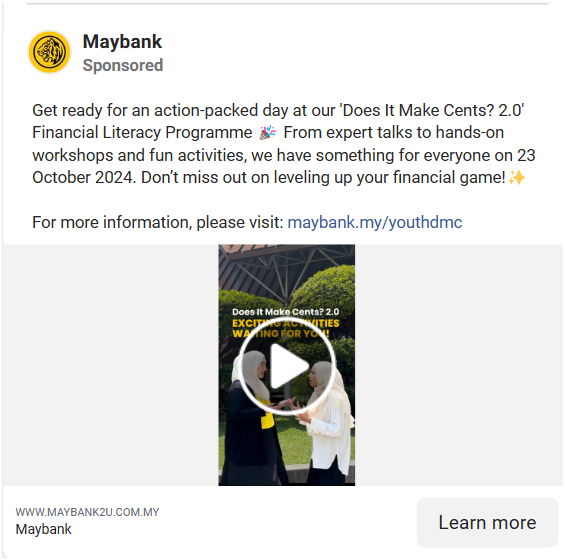 Maybank
Sponsored
Get ready for an action-packed day at our 'Does It Make Cents? 2.0'
Financial Literacy Programme 🎉 From expert talks to hands-on
workshops and fun activities, we have something for everyone on 23
October 2024. Don’t miss out on leveling up your financial game!✨
For more information, please visit: maybank.my/youthdmc
Does It Make Cents? 2.0
EXCITING ACTIVITIES
WAITING FOR YOU!
WWW.MAYBANK2U.COM.MY
Maybank
Learn more